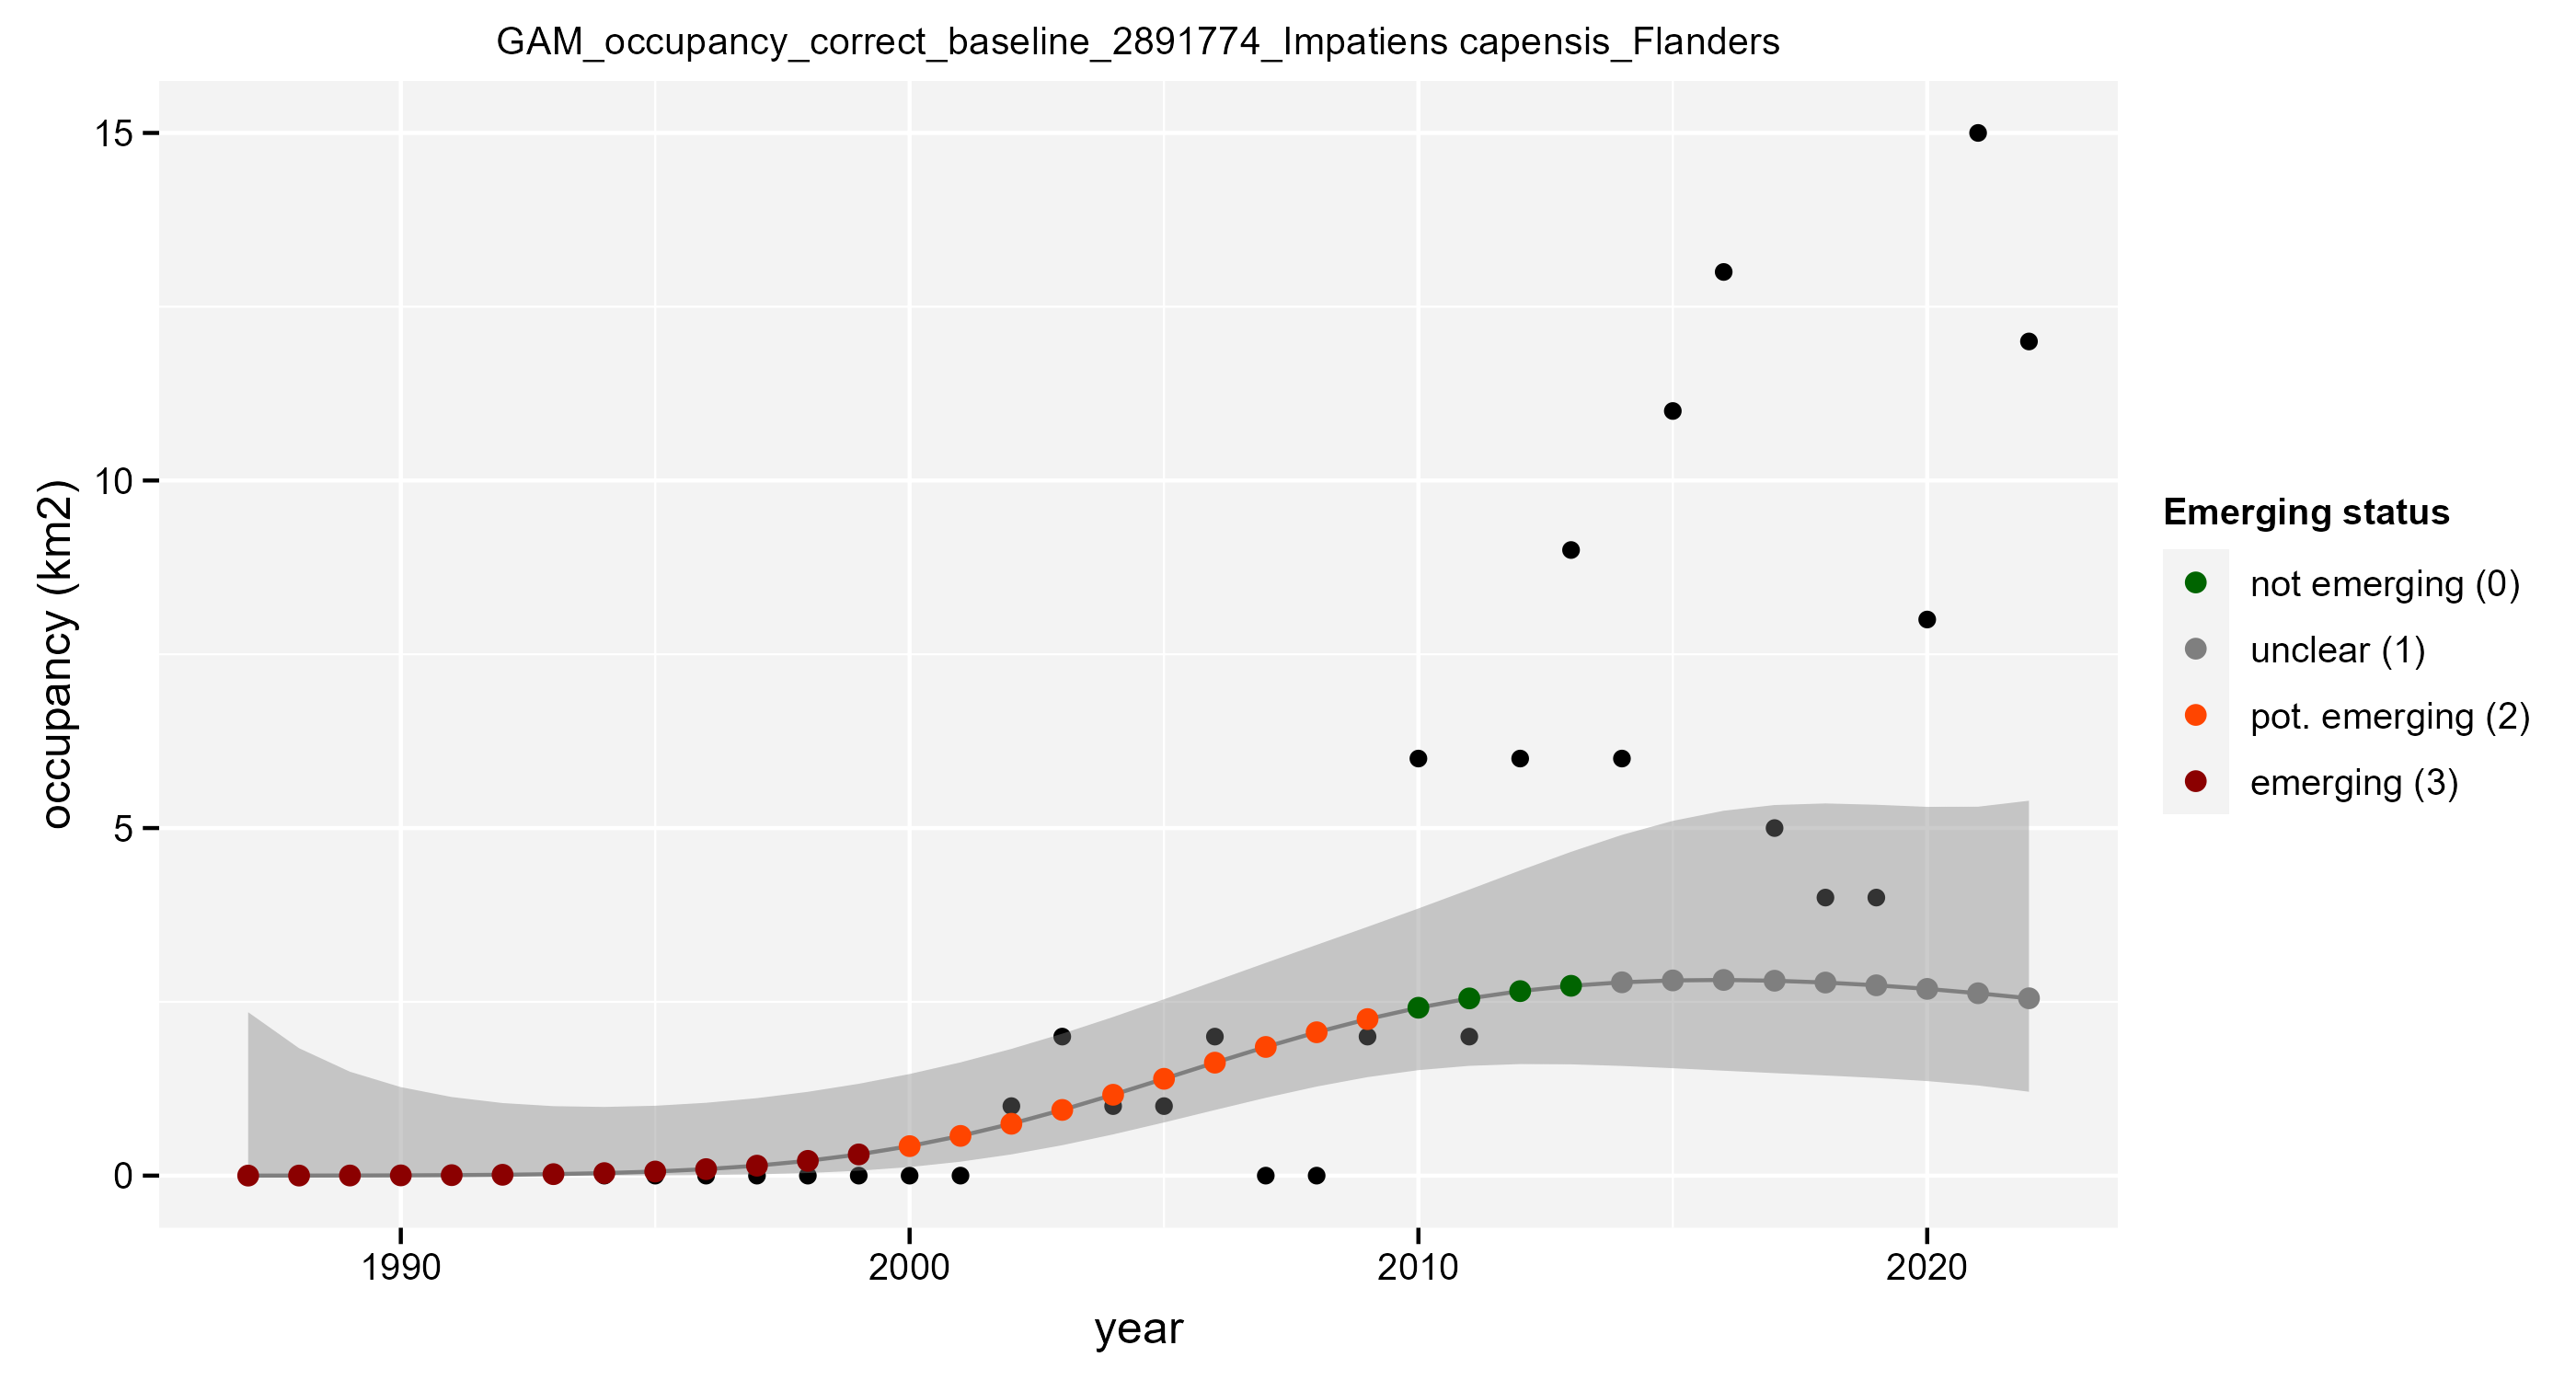 GAM_occupancy_correct_baseline_2891774_Impatiens capensis_Flanders
15
10
5
0
occupancy (km2)
1990
2000
2010
2020
year
Emerging status
not emerging (0)
unclear (1)
pot. emerging (2)
emerging (3)